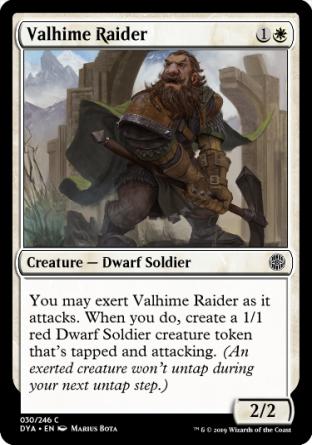 Valhime Raider 1
Creature — Dwarf Soldier
You may exert Valhime Raider as it
attacks. When you do, create a 1/1
red Dwarf Soldier creature token
that's tapped and attacking. (An
exerted creature won't untap during
your next untap step.)
2/2
030/246 C
DYA • EN MARIUS BOTA
™ & © 2019 Wizards of the Coast